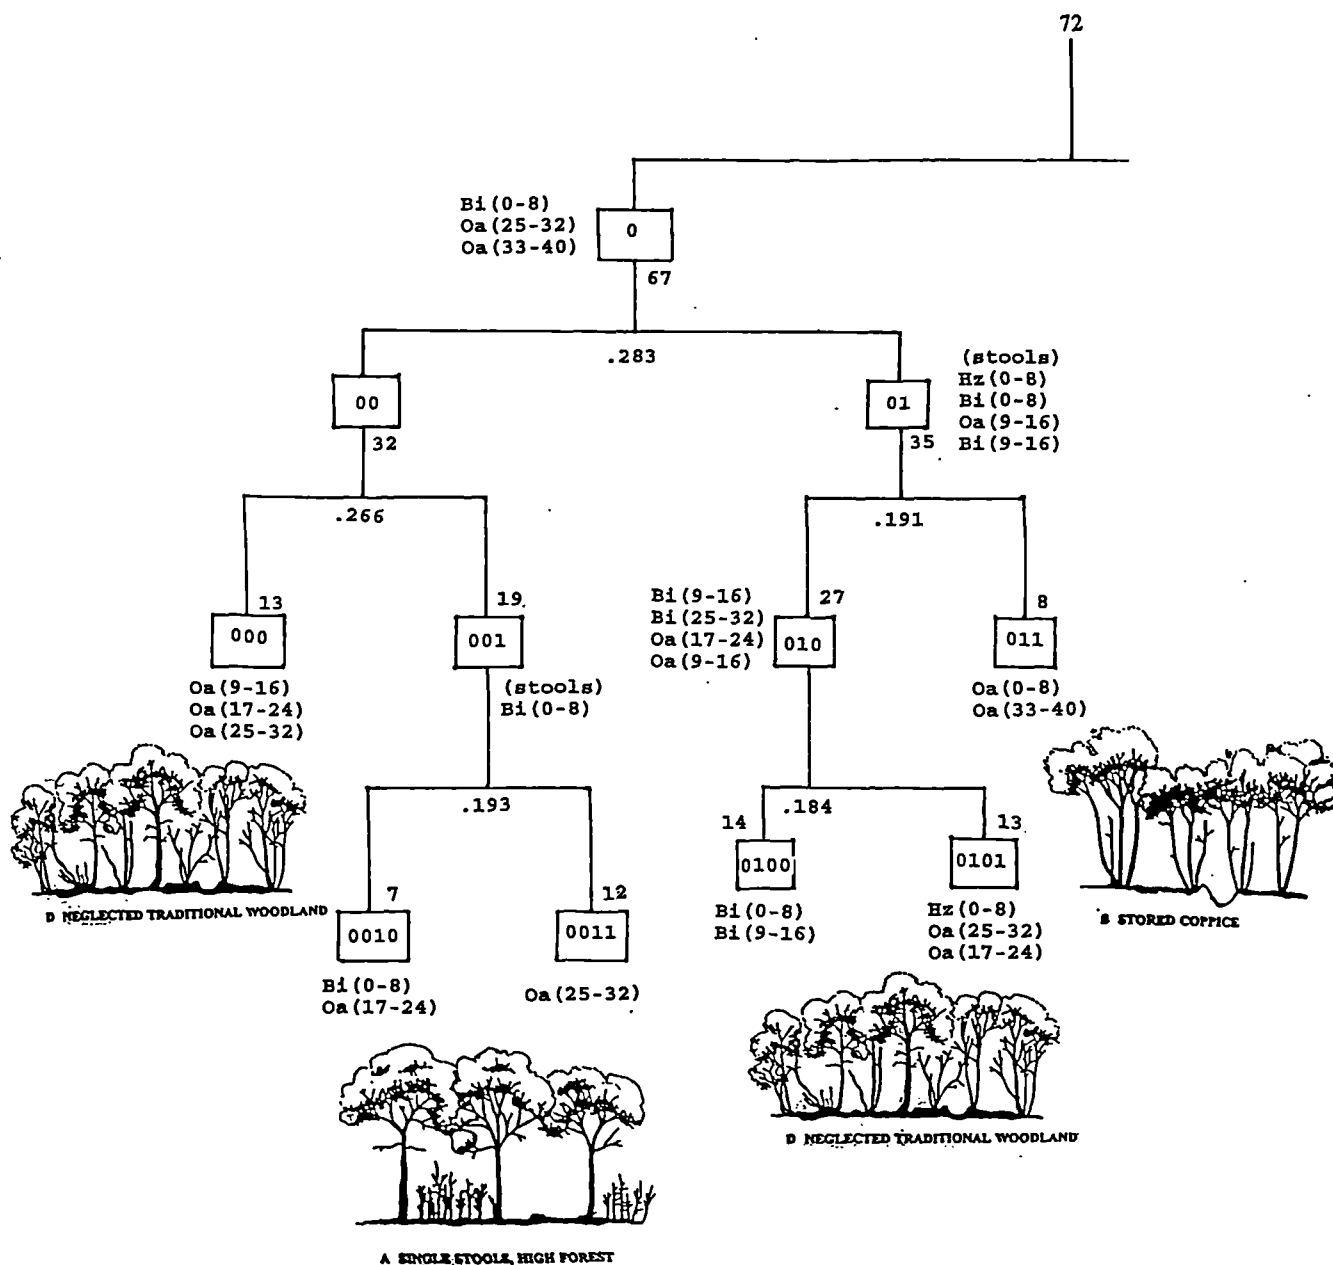 72
Bi(0-8)
Oa(25-32)
Oa(33-40)
0
67
.283
00
32
(stools)
Hz(0-8)
Bi(0-8)
Oa(9-16)
Bi(9-16)
01
35
.266
.191
13
000
Oa(9-16)
Oa(17-24)
Oa(25-32)
19
001
(stools)
Bi(0-8)
Bi(9-16)
Bi(25-32)
Oa(17-24)
Oa(9-16)
27
010
8
011
Oa(0-8)
Oa(33-40)
.193
.184
D NEGLECTED TRADITIONAL WOODLAND
7
0010
Bi(0-8)
Oa(17-24)
12
0011
Oa(25-32)
14
0100
Bi(0-8)
Bi(9-16)
13
0101
Hz(0-8)
Oa(25-32)
Oa(17-24)
B STORED COPPICE
D NEGLECTED TRADITIONAL WOODLAND
A SINGLE STOOLS, HIGH FOREST